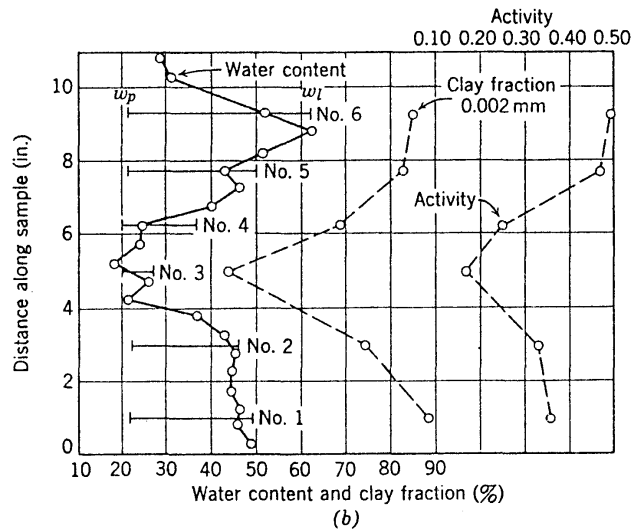 Activity
0.10 0.20 0.30 0.40 0.50
Water content
Clay fraction
0.002 mm
wp
wl
No. 6
No. 5
Activity
No. 4
No. 3
No. 2
No. 1
Distance along sample (in.)
10
8
6
4
2
0
10 20 30 40 50 60 70 80 90
Water content and clay fraction (%)
(b)